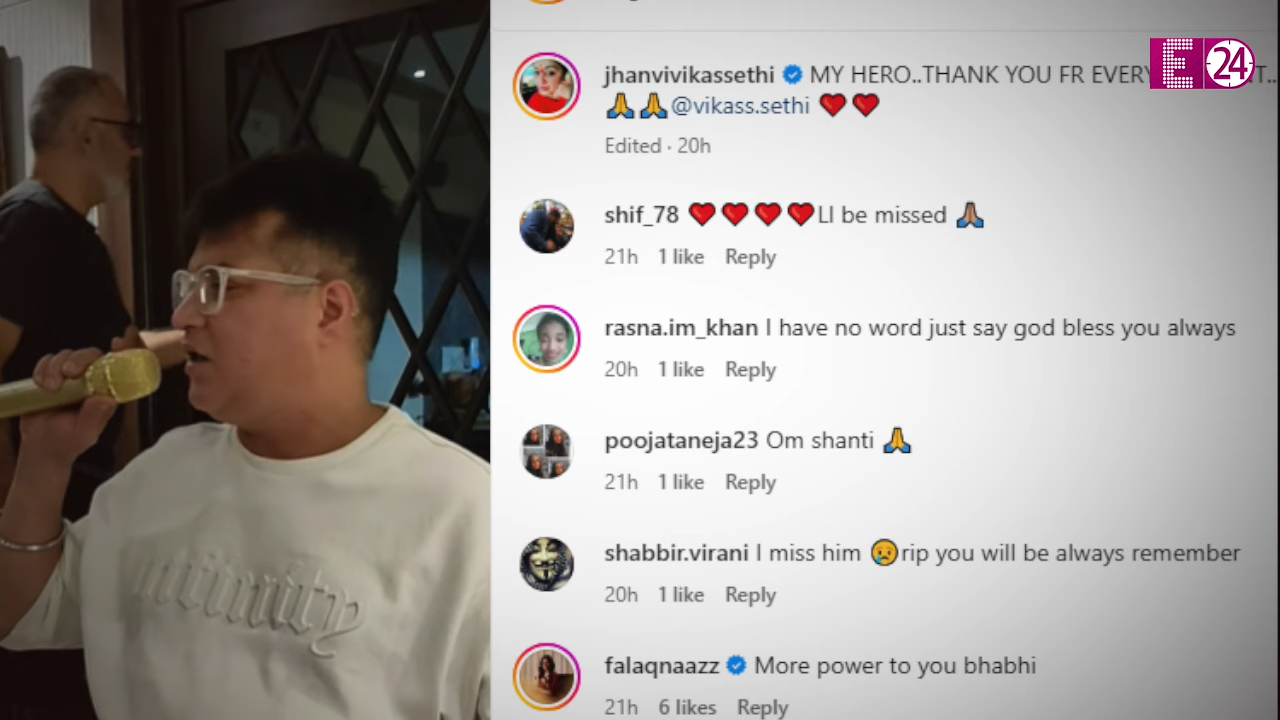 E 24
jhanvivikassethi MY HERO..THANK YOU FR
🙏🙏@vikass.sethi ❤️❤️
Edited · 20h
shif_78 ❤️❤️❤️❤️Ll be missed 🙏🏽
21h 1 like Reply
rasna.im_khan I have no word just say god bless you always
20h 1 like Reply
poojataneja23 Om shanti 🙏
21h 1 like Reply
shabbir.virani I miss him 😢rip you will be always remember
20h 1 like Reply
falaqnaazz More power to you bhabhi
21h 6 likes Reply
infinity